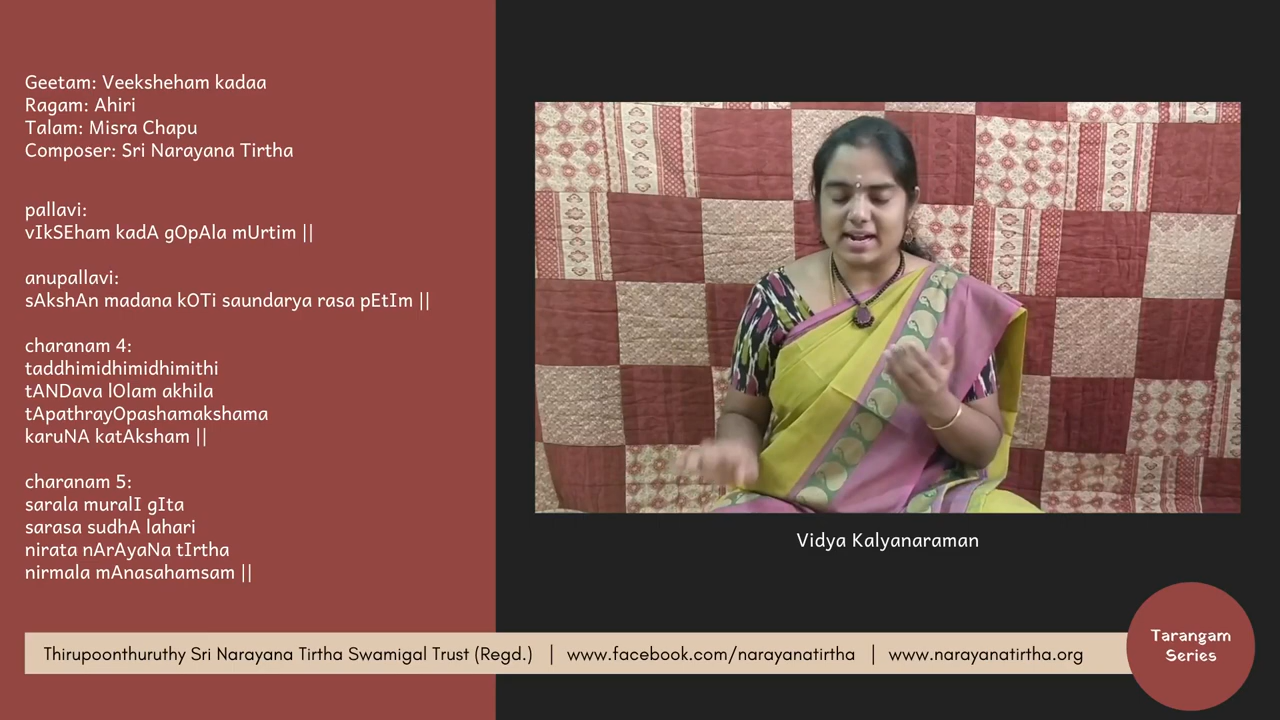 Geetam: Veeksheham kadaa
Ragam: Ahiri
Talam: Misra Chapu
Composer: Sri Narayana Tirtha
pallavi:
vIkSEham kadA gOpAla mUrtim ||
anupallavi:
sAkshAn madana kOTi saundarya rasa pEtIm ||
charanam 4:
taddhimidhimidhimithi
tANDava lOlam akhila
tApathrayOpashamakshama
karuNA katAksham ||
charanam 5:
sarala muralI gIta
sarasa sudhA lahari
nirata nArAyaNa tIrtha
nirmala mAnasahamsam ||
Vidya Kalyanaraman
Thirupoonthuruthy Sri Narayana Tirtha Swamigal Trust (Regd.) | www.facebook.com/narayanatirtha | www.narayanatirtha.org
Tarangam
Series